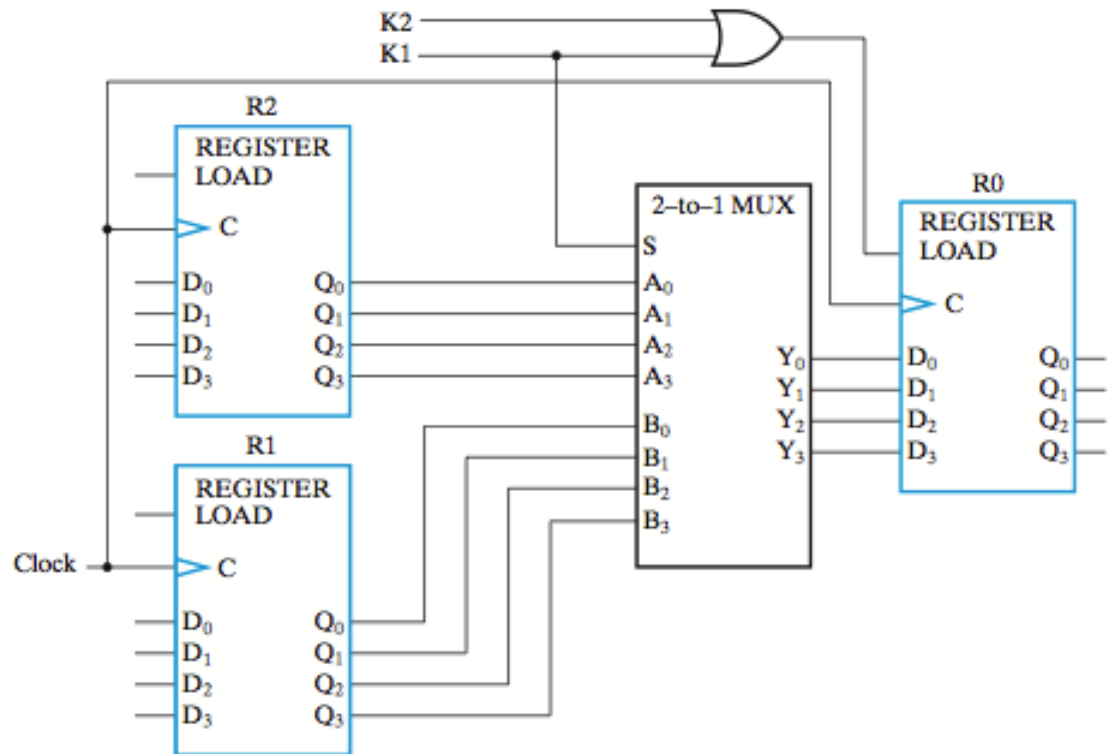 K2
K1
R2
REGISTER
LOAD
C
D₀ Q₀
D₁ Q₁
D₂ Q₂
D₃ Q₃
R1
REGISTER
LOAD
Clock
C
D₀ Q₀
D₁ Q₁
D₂ Q₂
D₃ Q₃
2–to–1 MUX
S
A₀
A₁
A₂
A₃
B₀
B₁
B₂
B₃
Y₀
Y₁
Y₂
Y₃
R0
REGISTER
LOAD
C
D₀ Q₀
D₁ Q₁
D₂ Q₂
D₃ Q₃